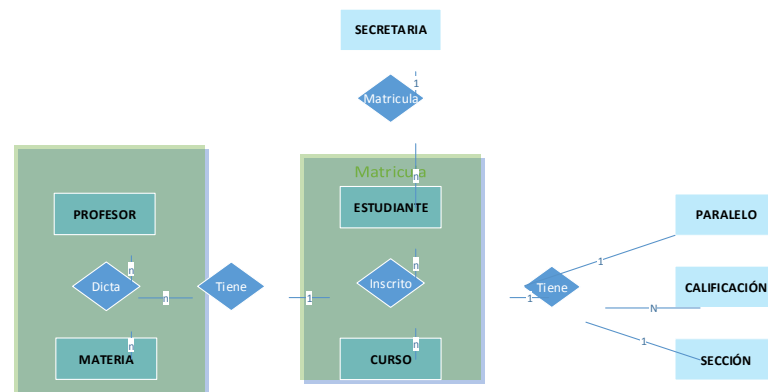 SECRETARIA
1
Matricula
Matricula
n
PROFESOR
ESTUDIANTE
PARALELO
n
n
1
Dicta
Tiene
Inscrito
Tiene
CALIFICACIÓN
n
1
1
N
n
n
1
MATERIA
CURSO
SECCIÓN